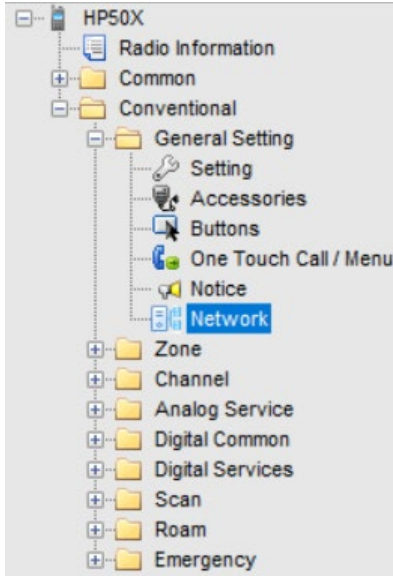 HP50X
Radio Information
Common
Conventional
General Setting
Setting
Accessories
Buttons
One Touch Call / Menu
Notice
Network
Zone
Channel
Analog Service
Digital Common
Digital Services
Scan
Roam
Emergency